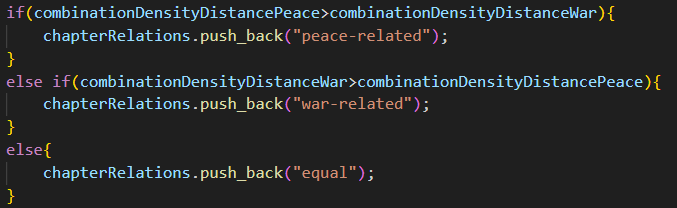 if(combinationDensityDistancePeace>combinationDensityDistanceWar){
    chapterRelations.push_back("peace-related");
}
else if(combinationDensityDistanceWar>combinationDensityDistancePeace){
    chapterRelations.push_back("war-related");
}
else{
    chapterRelations.push_back("equal");
}